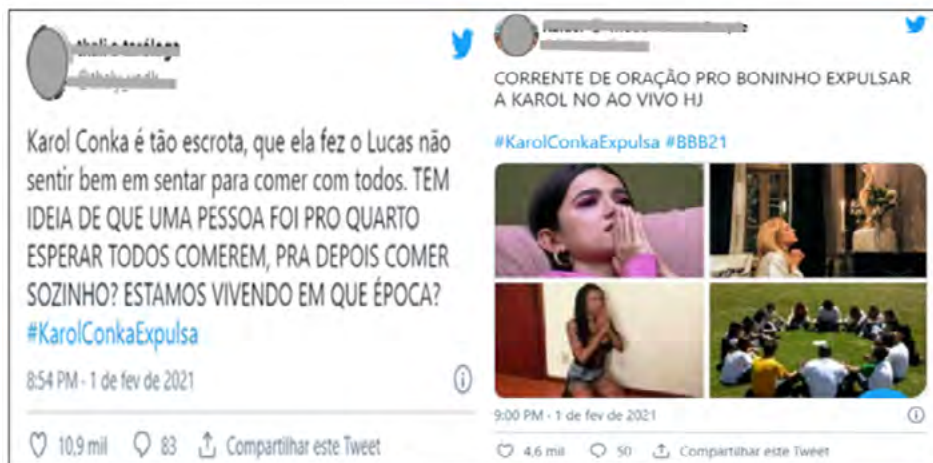 Karol Conka é tão escrota, que ela fez o Lucas não
sentir bem em sentar para comer com todos. TEM
IDEIA DE QUE UMA PESSOA FOI PRO QUARTO
ESPERAR TODOS COMEREM, PRA DEPOIS COMER
SOZINHO? ESTAMOS VIVENDO EM QUE ÉPOCA?
#KarolConkaExpulsa
8:54 PM · 1 de fev de 2021
10,9 mil 83 Compartilhar este Tweet
CORRENTE DE ORAÇÃO PRO BONINHO EXPULSAR
A KAROL NO AO VIVO HJ
#KarolConkaExpulsa #BBB21
9:00 PM · 1 de fev de 2021
4,6 mil 50 Compartilhar este Tweet